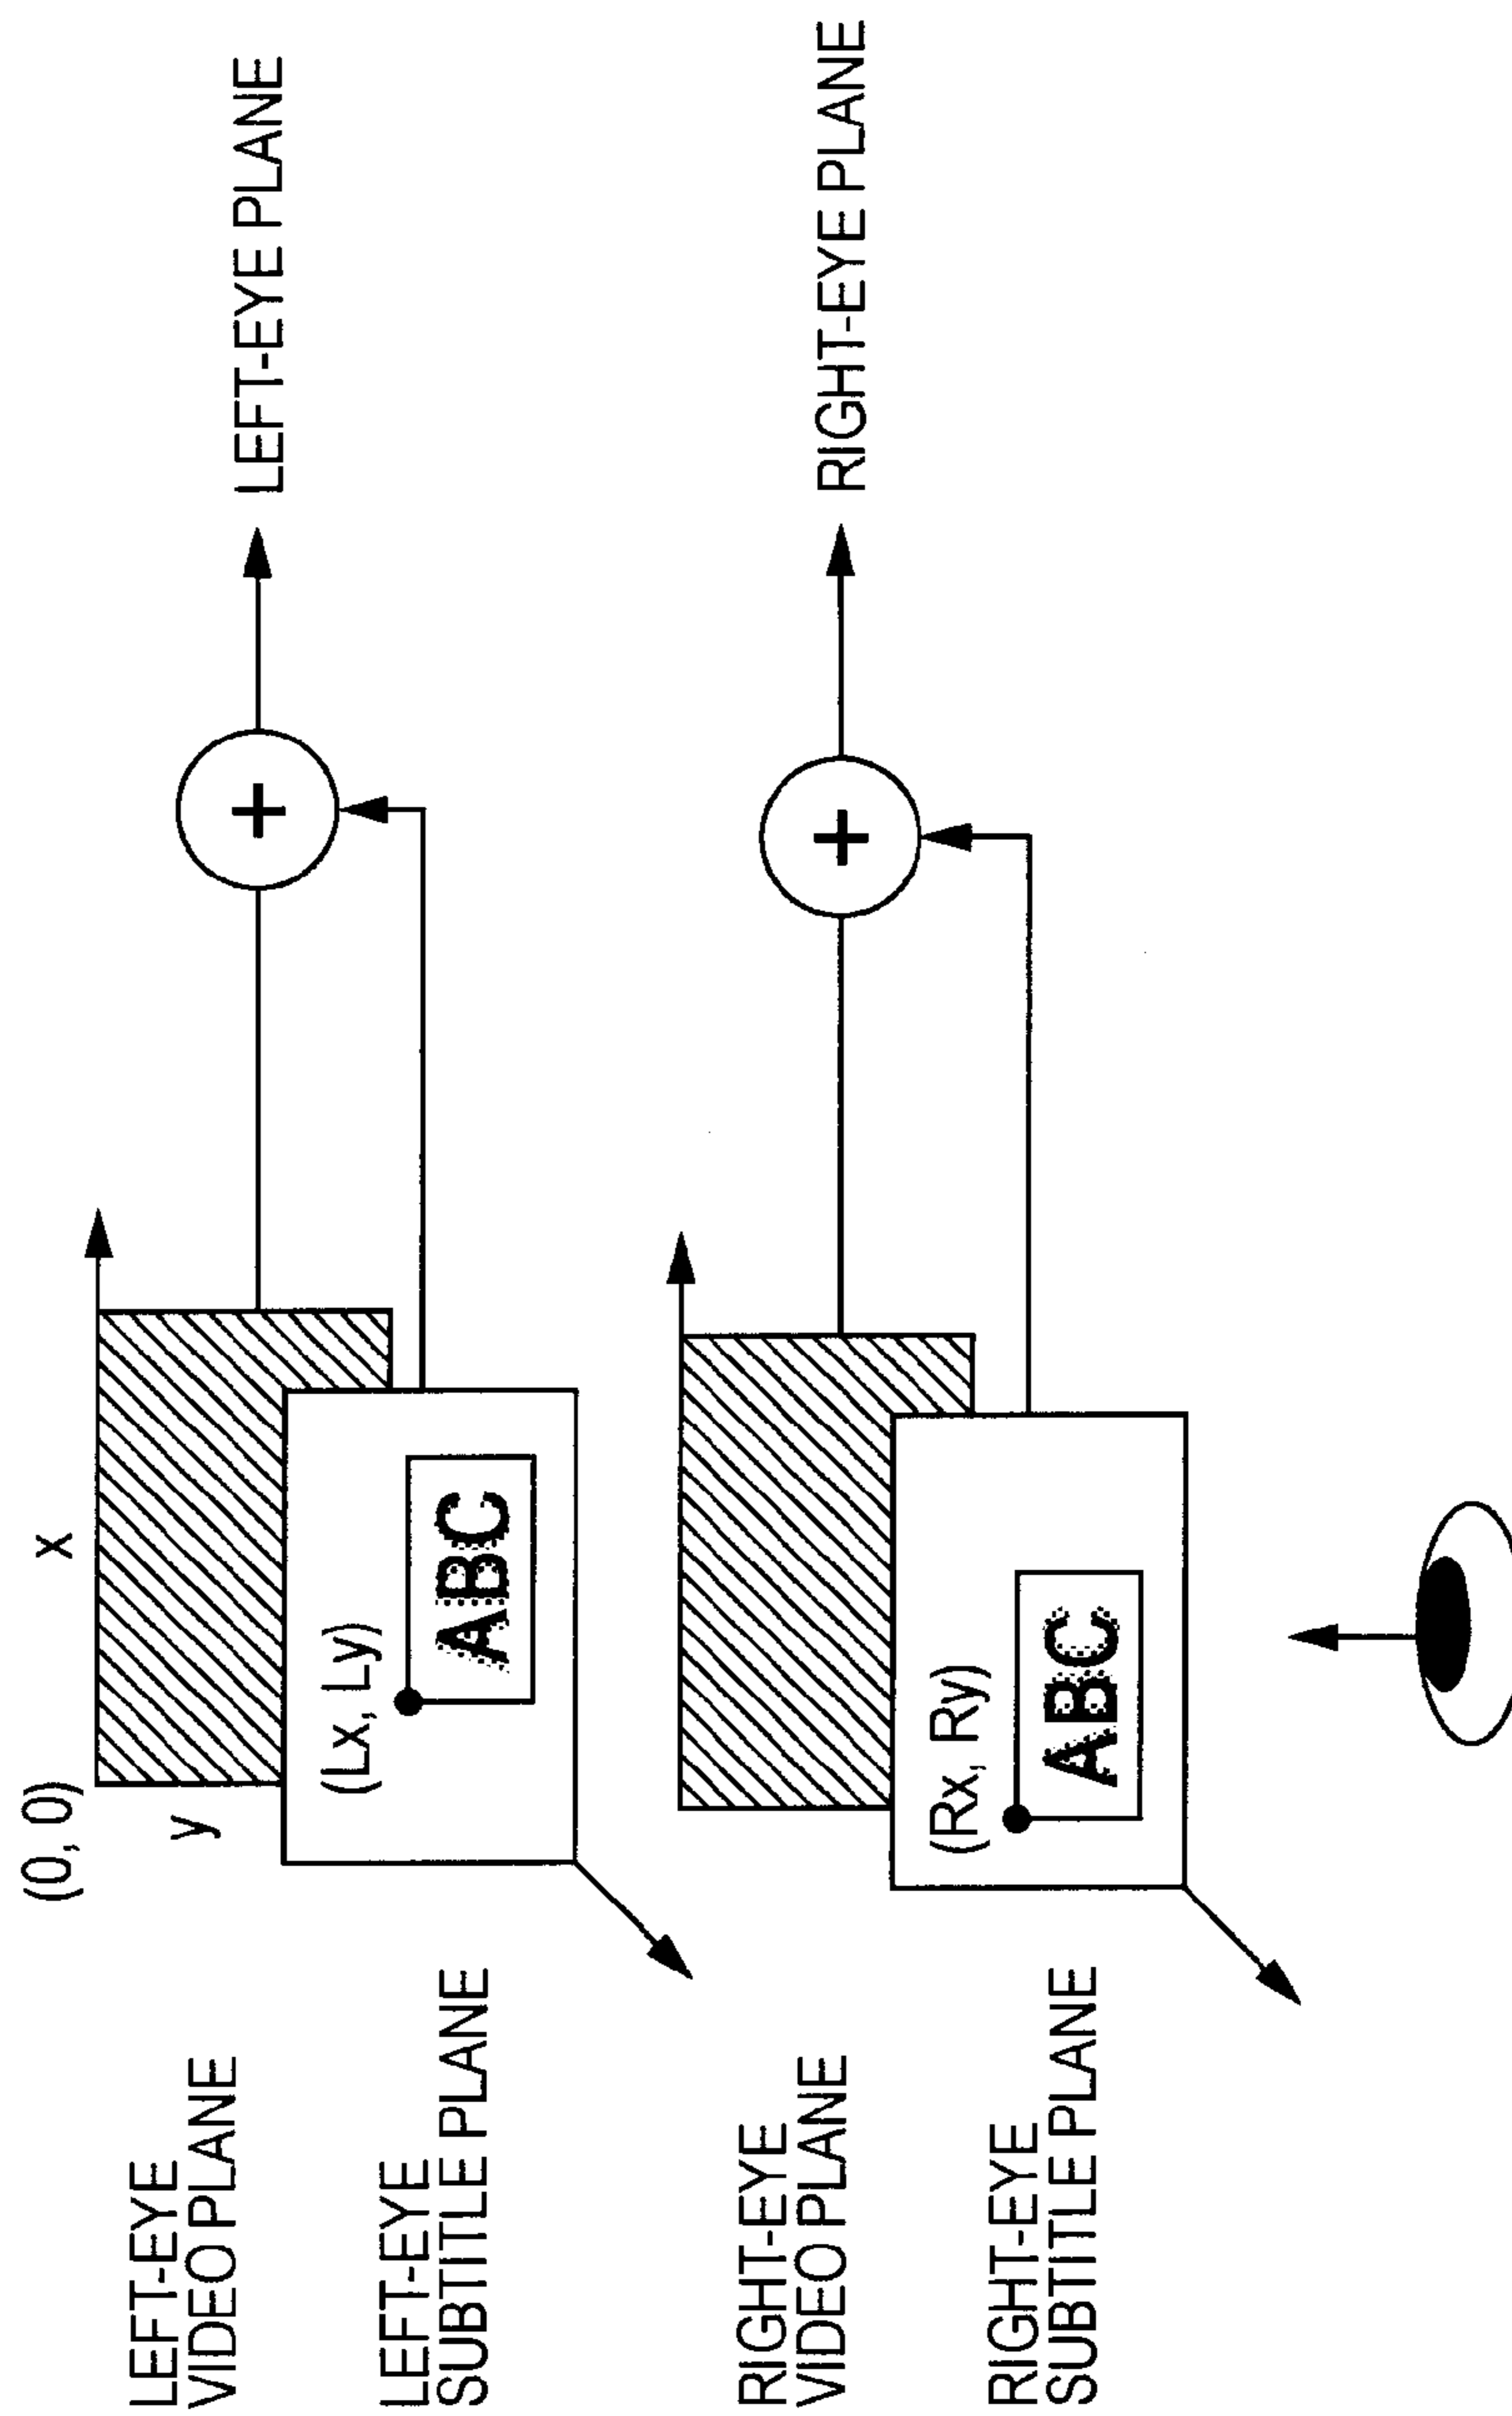 (0, 0)
x
y
LEFT-EYE
VIDEO PLANE
LEFT-EYE PLANE
+
LEFT-EYE
SUBTITLE PLANE
(Lx, Ly)
ABC
RIGHT-EYE
VIDEO PLANE
RIGHT-EYE PLANE
+
RIGHT-EYE
SUBTITLE PLANE
(Rx, Ry)
ABC